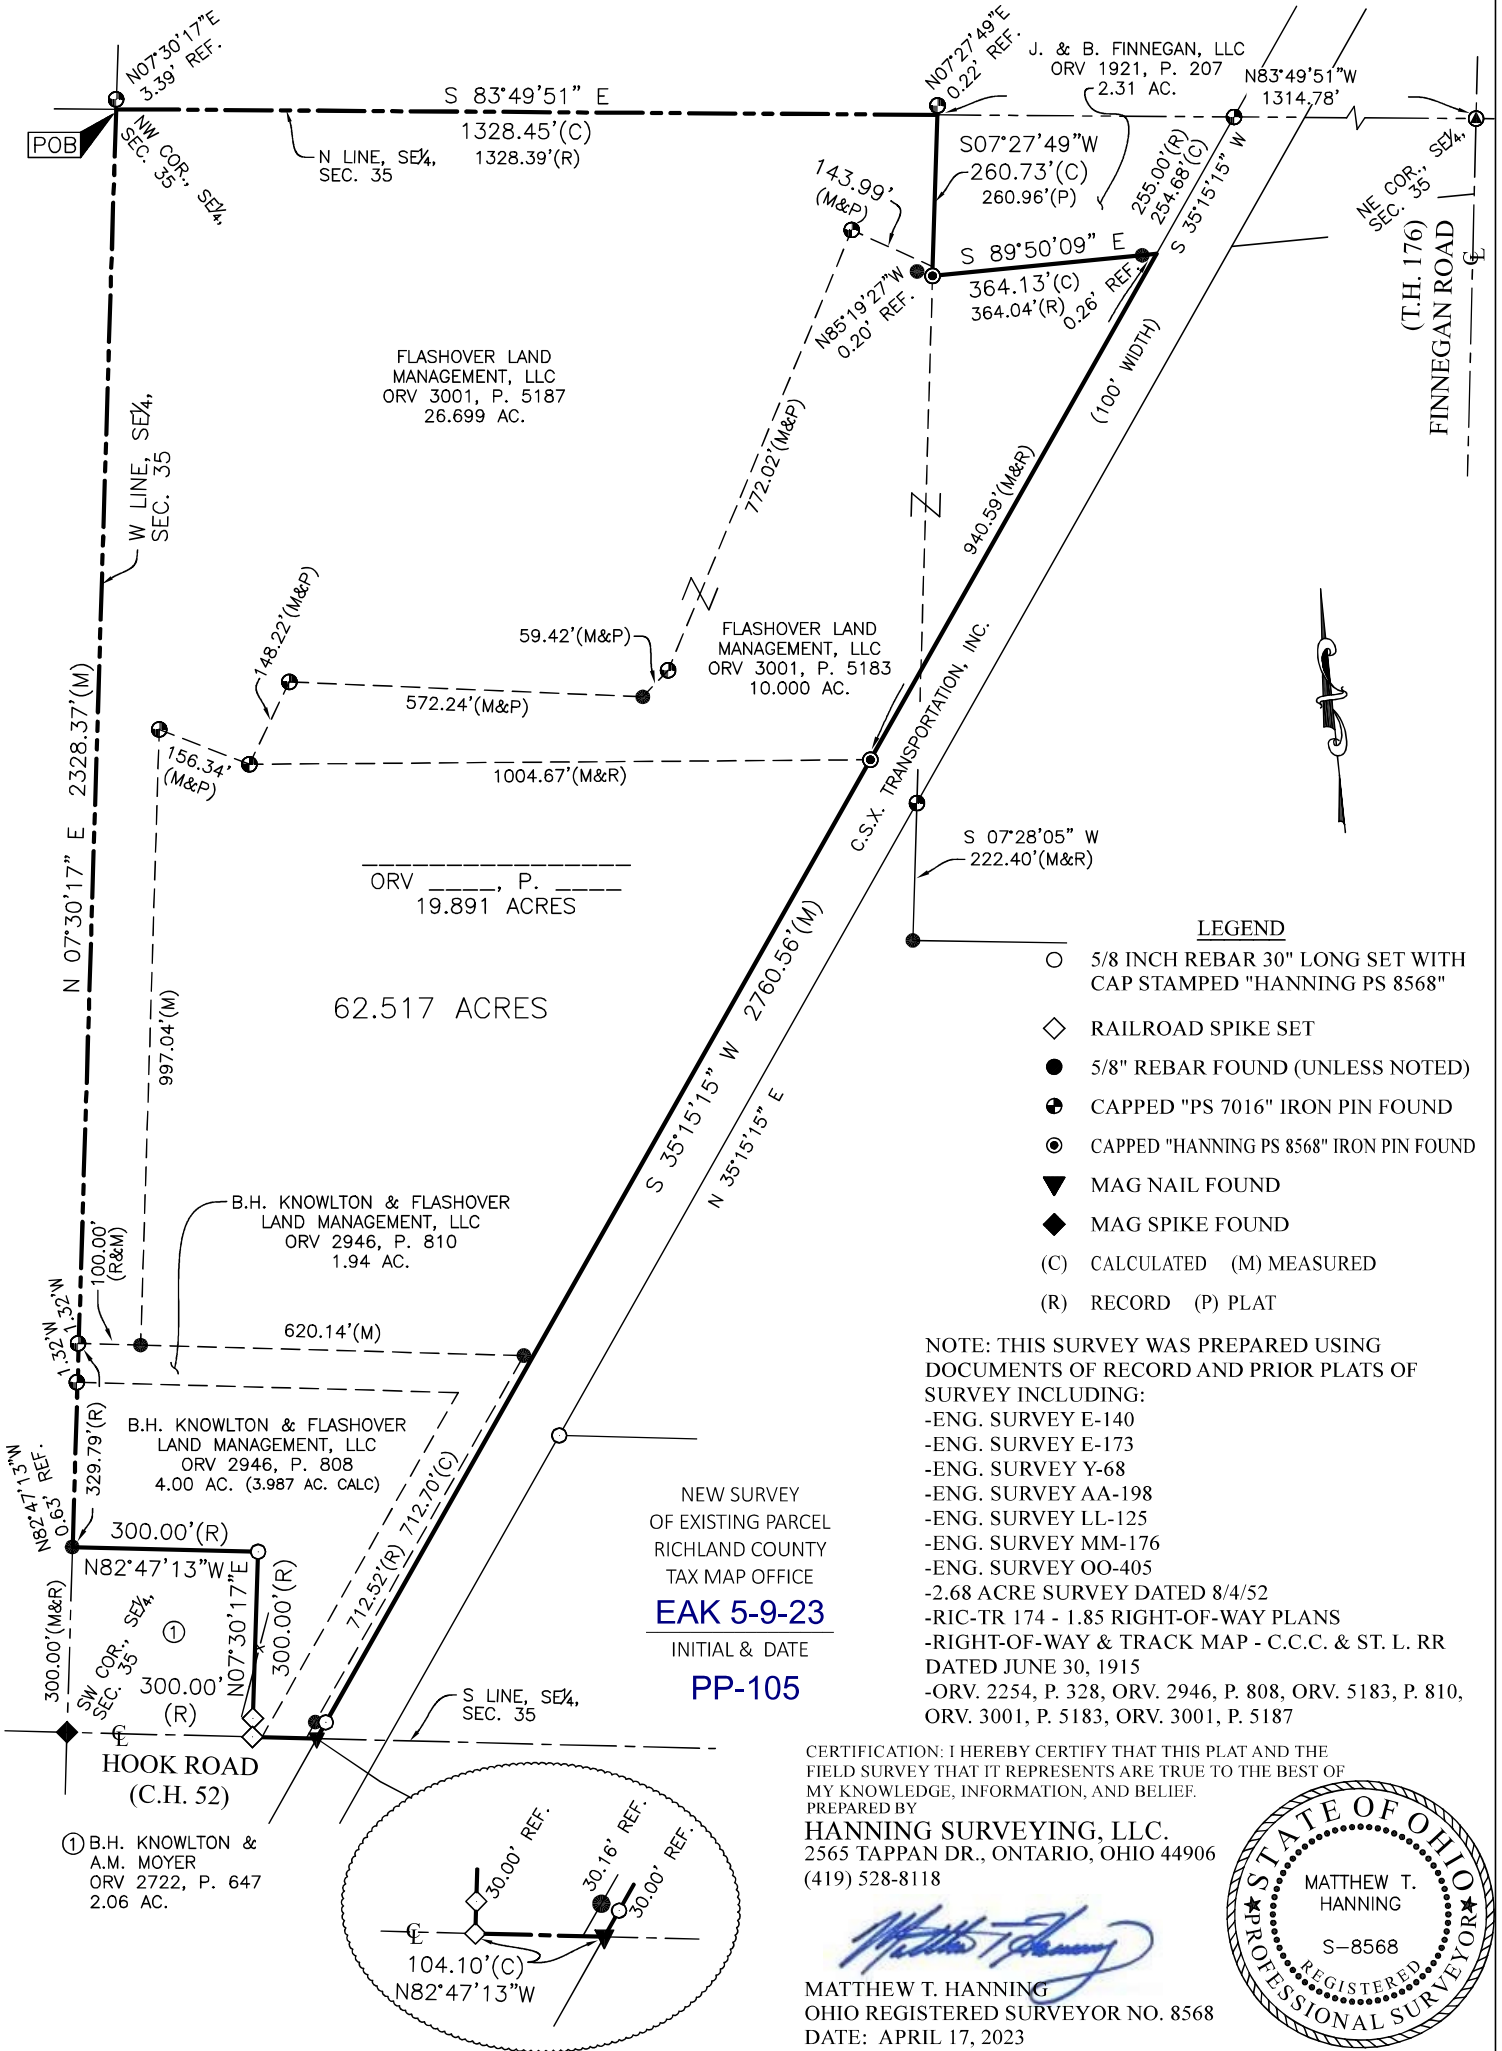 N07°30'17"E
3.39' REF.
POB
NW COR., SE¼,
SEC. 35
S 83°49'51" E
1328.45'(C)
1328.39'(R)
N LINE, SE¼,
SEC. 35
N07°27'49"E
0.22' REF.
J. & B. FINNEGAN, LLC
ORV 1921, P. 207
2.31 AC.
N83°49'51"W
1314.78'
S07°27'49"W
260.73'(C)
260.96'(P)
255.00'(R)
254.68'(C)
S 35°15'15" W
NE COR., SE¼,
SEC. 35
(T.H. 176)
FINNEGAN ROAD
℄
143.99'
(M&P)
S 89°50'09" E
364.13'(C)
364.04'(R)
0.26' REF.
N85°19'27"W
0.20' REF.
(100' WIDTH)
FLASHOVER LAND
MANAGEMENT, LLC
ORV 3001, P. 5187
26.699 AC.
W LINE, SE¼,
SEC. 35
772.02'(M&P)
940.59'(M&R)
148.22'(M&P)
59.42'(M&P)
FLASHOVER LAND
MANAGEMENT, LLC
ORV 3001, P. 5183
10.000 AC.
572.24'(M&P)
156.34'
(M&P)
1004.67'(M&R)
C.S.X. TRANSPORTATION, INC.
N 07°30'17" E 2328.37'(M)
S 07°28'05" W
222.40'(M&R)
ORV ____, P. ____
19.891 ACRES
62.517 ACRES
997.04'(M)
S 35°15'15" W 2760.56'(M)
N 35°15'15" E
LEGEND
5/8 INCH REBAR 30" LONG SET WITH
CAP STAMPED "HANNING PS 8568"
RAILROAD SPIKE SET
5/8" REBAR FOUND (UNLESS NOTED)
CAPPED "PS 7016" IRON PIN FOUND
CAPPED "HANNING PS 8568" IRON PIN FOUND
MAG NAIL FOUND
MAG SPIKE FOUND
(C) CALCULATED (M) MEASURED
(R) RECORD (P) PLAT
B.H. KNOWLTON & FLASHOVER
LAND MANAGEMENT, LLC
ORV 2946, P. 810
1.94 AC.
100.00'
(R&M)
1.32'W
1.32'W
620.14'(M)
B.H. KNOWLTON & FLASHOVER
LAND MANAGEMENT, LLC
ORV 2946, P. 808
4.00 AC. (3.987 AC. CALC)
329.79'(R)
N82°47'13"W
0.63' REF.
712.52'(R) 712.70'(C)
300.00'(R)
N82°47'13"W
N07°30'17"E
300.00'(R)
300.00'(M&R)
SW COR., SE¼,
SEC. 35
1
300.00'
(R)
S LINE, SE¼,
SEC. 35
℄
HOOK ROAD
(C.H. 52)
1 B.H. KNOWLTON &
A.M. MOYER
ORV 2722, P. 647
2.06 AC.
30.00' REF.
30.16' REF.
30.00' REF.
℄
104.10'(C)
N82°47'13"W
NEW SURVEY
OF EXISTING PARCEL
RICHLAND COUNTY
TAX MAP OFFICE
EAK 5-9-23
INITIAL & DATE
PP-105
NOTE: THIS SURVEY WAS PREPARED USING
DOCUMENTS OF RECORD AND PRIOR PLATS OF
SURVEY INCLUDING:
-ENG. SURVEY E-140
-ENG. SURVEY E-173
-ENG. SURVEY Y-68
-ENG. SURVEY AA-198
-ENG. SURVEY LL-125
-ENG. SURVEY MM-176
-ENG. SURVEY OO-405
-2.68 ACRE SURVEY DATED 8/4/52
-RIC-TR 174 - 1.85 RIGHT-OF-WAY PLANS
-RIGHT-OF-WAY & TRACK MAP - C.C.C. & ST. L. RR
DATED JUNE 30, 1915
-ORV. 2254, P. 328, ORV. 2946, P. 808, ORV. 5183, P. 810,
ORV. 3001, P. 5183, ORV. 3001, P. 5187
CERTIFICATION: I HEREBY CERTIFY THAT THIS PLAT AND THE
FIELD SURVEY THAT IT REPRESENTS ARE TRUE TO THE BEST OF
MY KNOWLEDGE, INFORMATION, AND BELIEF.
PREPARED BY
HANNING SURVEYING, LLC.
2565 TAPPAN DR., ONTARIO, OHIO 44906
(419) 528-8118
Matthew T. Hanning
MATTHEW T. HANNING
OHIO REGISTERED SURVEYOR NO. 8568
DATE: APRIL 17, 2023
STATE OF OHIO
MATTHEW T.
HANNING
S-8568
REGISTERED
PROFESSIONAL SURVEYOR